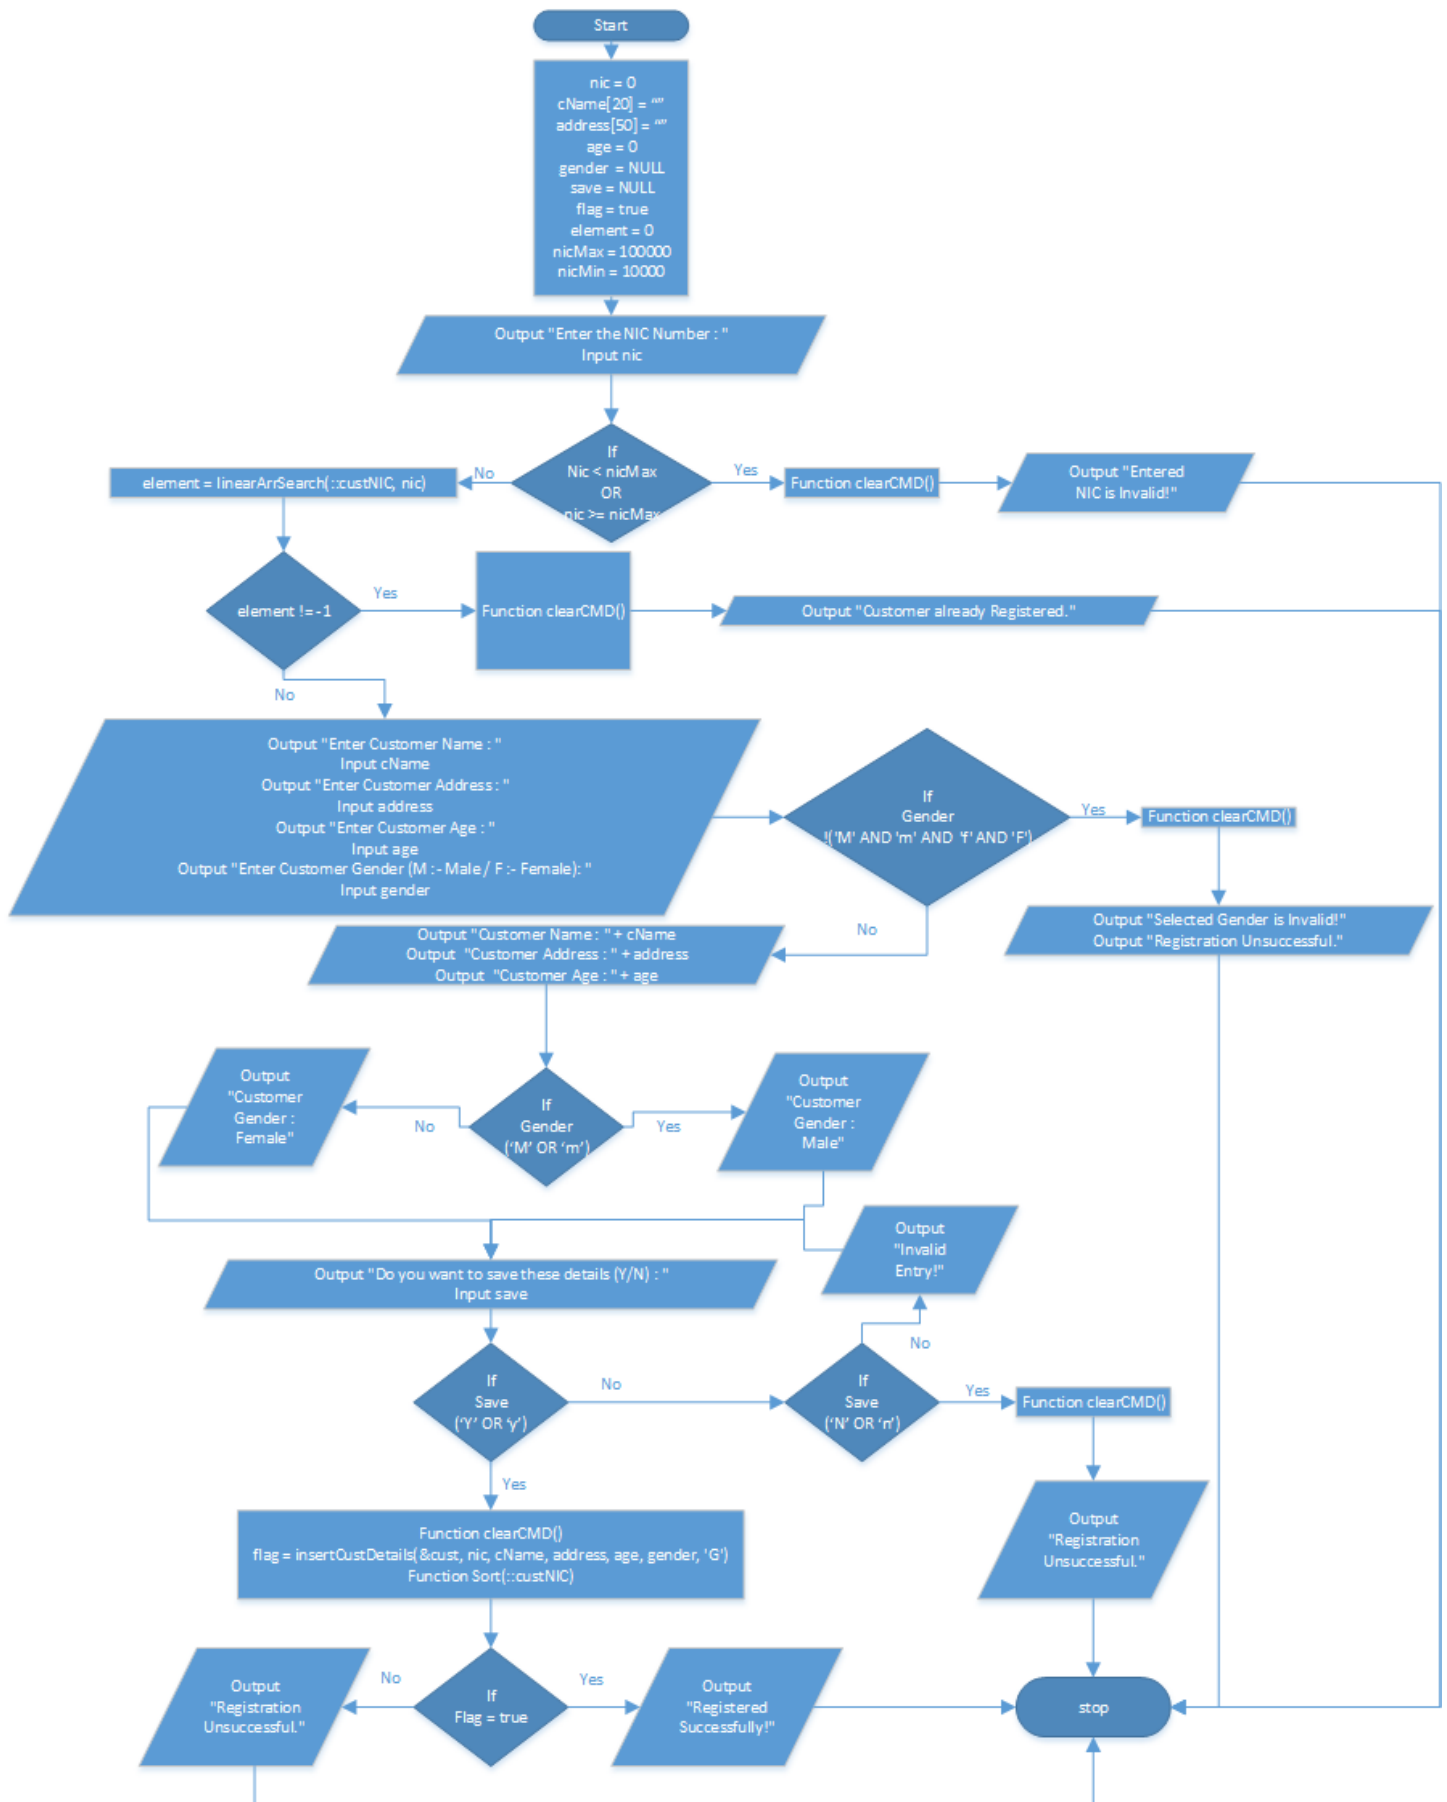 Start
nic = 0
cName[20] = “”
address[50] = “”
age = 0
gender = NULL
save = NULL
flag = true
element = 0
nicMax = 100000
nicMin = 10000
Output "Enter the NIC Number : "
Input nic
If
Nic < nicMax
OR
nic >= nicMax
No
Yes
element = linearArrSearch(::custNIC, nic)
Function clearCMD()
Output "Entered
NIC is Invalid!"
element != -1
Yes
No
Function clearCMD()
Output "Customer already Registered."
Output "Enter Customer Name : "
Input cName
Output "Enter Customer Address : "
Input address
Output "Enter Customer Age : "
Input age
Output "Enter Customer Gender (M :- Male / F :- Female): "
Input gender
If
Gender
!('M' AND 'm' AND 'f' AND 'F')
Yes
No
Function clearCMD()
Output "Selected Gender is Invalid!"
Output "Registration Unsuccessful."
Output "Customer Name : " + cName
Output "Customer Address : " + address
Output "Customer Age : " + age
If
Gender
(‘M’ OR ‘m’)
No
Yes
Output
"Customer
Gender :
Female"
Output
"Customer
Gender :
Male"
Output
"Invalid
Entry!"
Output "Do you want to save these details (Y/N) : "
Input save
If
Save
(‘Y’ OR ‘y’)
No
Yes
If
Save
(‘N’ OR ‘n’)
No
Yes
Function clearCMD()
Output
"Registration
Unsuccessful."
Function clearCMD()
flag = insertCustDetails(&cust, nic, cName, address, age, gender, 'G')
Function Sort(::custNIC)
If
Flag = true
No
Yes
Output
"Registration
Unsuccessful."
Output
"Registered
Successfully!"
stop